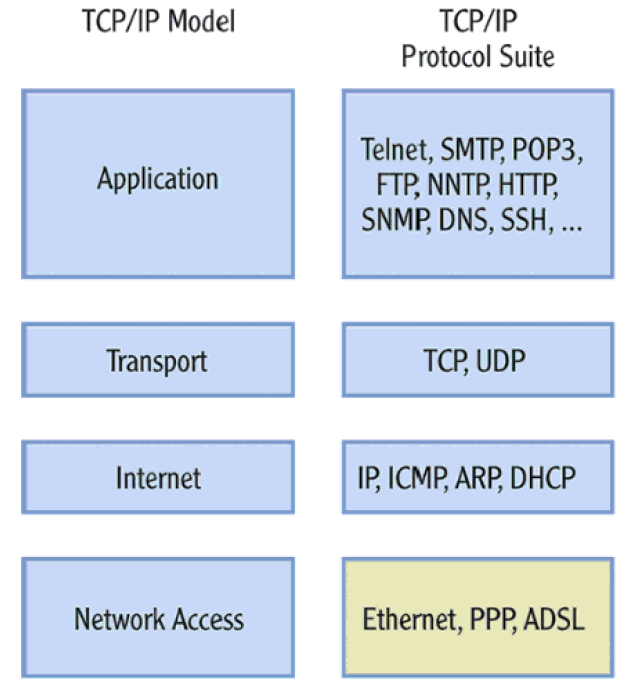 TCP/IP Model
TCP/IP
Protocol Suite
Application
Telnet, SMTP, POP3,
FTP, NNTP, HTTP,
SNMP, DNS, SSH, ...
Transport
TCP, UDP
Internet
IP, ICMP, ARP, DHCP
Network Access
Ethernet, PPP, ADSL